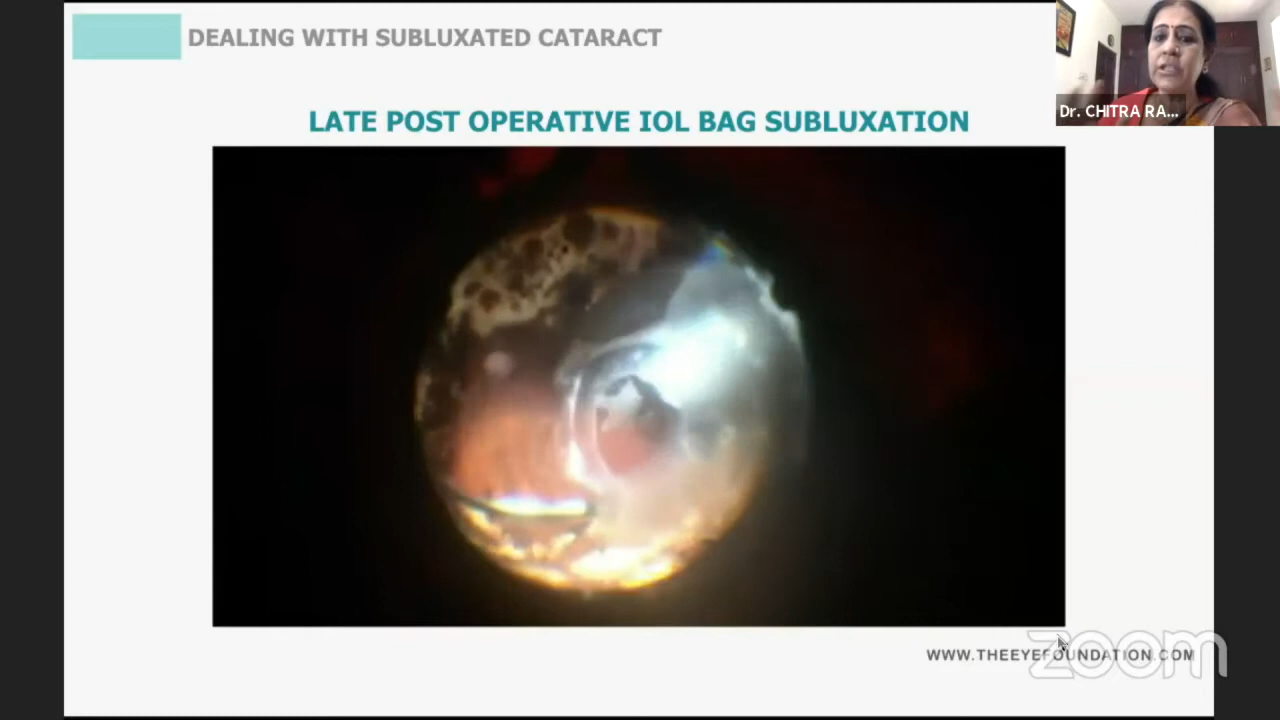 DEALING WITH SUBLUXATED CATARACT
Dr. CHITRA RA...
LATE POST OPERATIVE IOL BAG SUBLUXATION
WWW.THEEYEFOUNDATION.COM
zoom